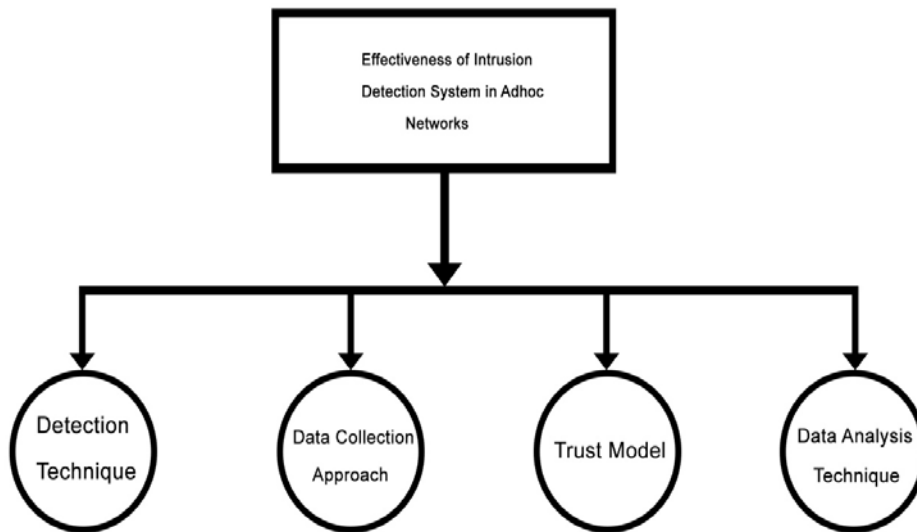 Effectiveness of Intrusion
Detection System in Adhoc
Networks
Detection
Technique
Data Collection
Approach
Trust Model
Data Analysis
Technique